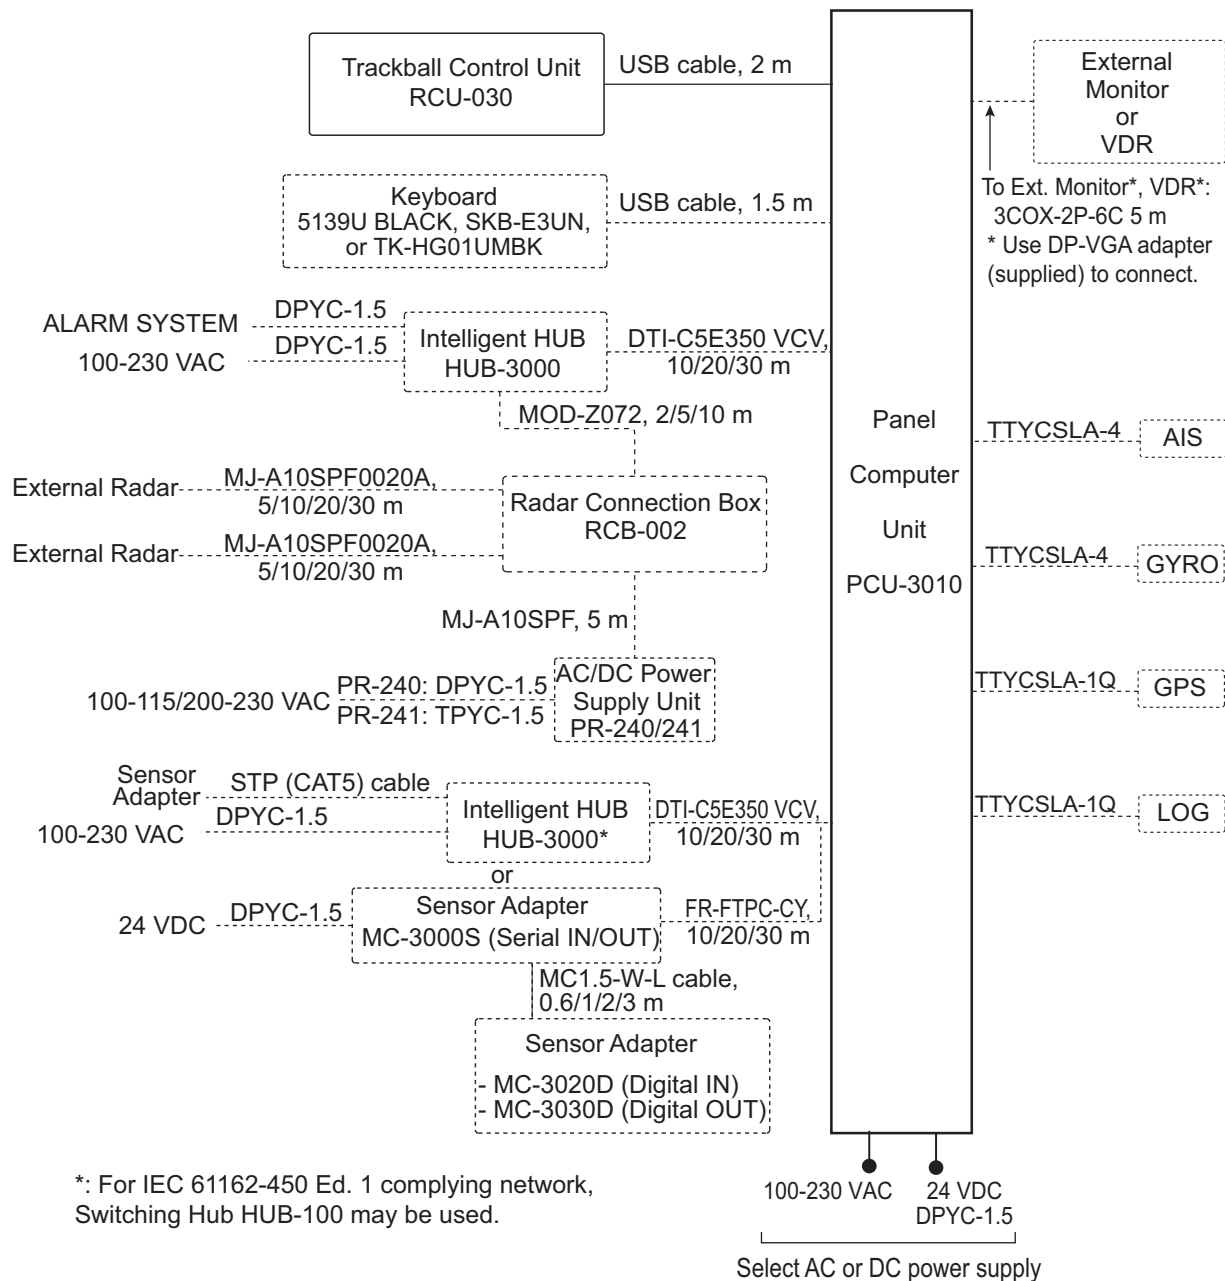 Trackball Control Unit
RCU-030
USB cable, 2 m
External
Monitor
or
VDR
To Ext. Monitor*, VDR*:
3COX-2P-6C 5 m
* Use DP-VGA adapter
(supplied) to connect.
Keyboard
5139U BLACK, SKB-E3UN,
or TK-HG01UMBK
USB cable, 1.5 m
ALARM SYSTEM
DPYC-1.5
100-230 VAC
DPYC-1.5
Intelligent HUB
HUB-3000
DTI-C5E350 VCV,
10/20/30 m
MOD-Z072, 2/5/10 m
External Radar
MJ-A10SPF0020A,
5/10/20/30 m
External Radar
MJ-A10SPF0020A,
5/10/20/30 m
Radar Connection Box
RCB-002
MJ-A10SPF, 5 m
100-115/200-230 VAC
PR-240: DPYC-1.5
PR-241: TPYC-1.5
AC/DC Power
Supply Unit
PR-240/241
Sensor
Adapter
STP (CAT5) cable
100-230 VAC
DPYC-1.5
Intelligent HUB
HUB-3000*
DTI-C5E350 VCV,
10/20/30 m
or
24 VDC
DPYC-1.5
Sensor Adapter
MC-3000S (Serial IN/OUT)
FR-FTPC-CY,
10/20/30 m
MC1.5-W-L cable,
0.6/1/2/3 m
Sensor Adapter
- MC-3020D (Digital IN)
- MC-3030D (Digital OUT)
Panel
Computer
Unit
PCU-3010
TTYCSLA-4
AIS
TTYCSLA-4
GYRO
TTYCSLA-1Q
GPS
TTYCSLA-1Q
LOG
100-230 VAC
24 VDC
DPYC-1.5
Select AC or DC power supply
*: For IEC 61162-450 Ed. 1 complying network,
Switching Hub HUB-100 may be used.